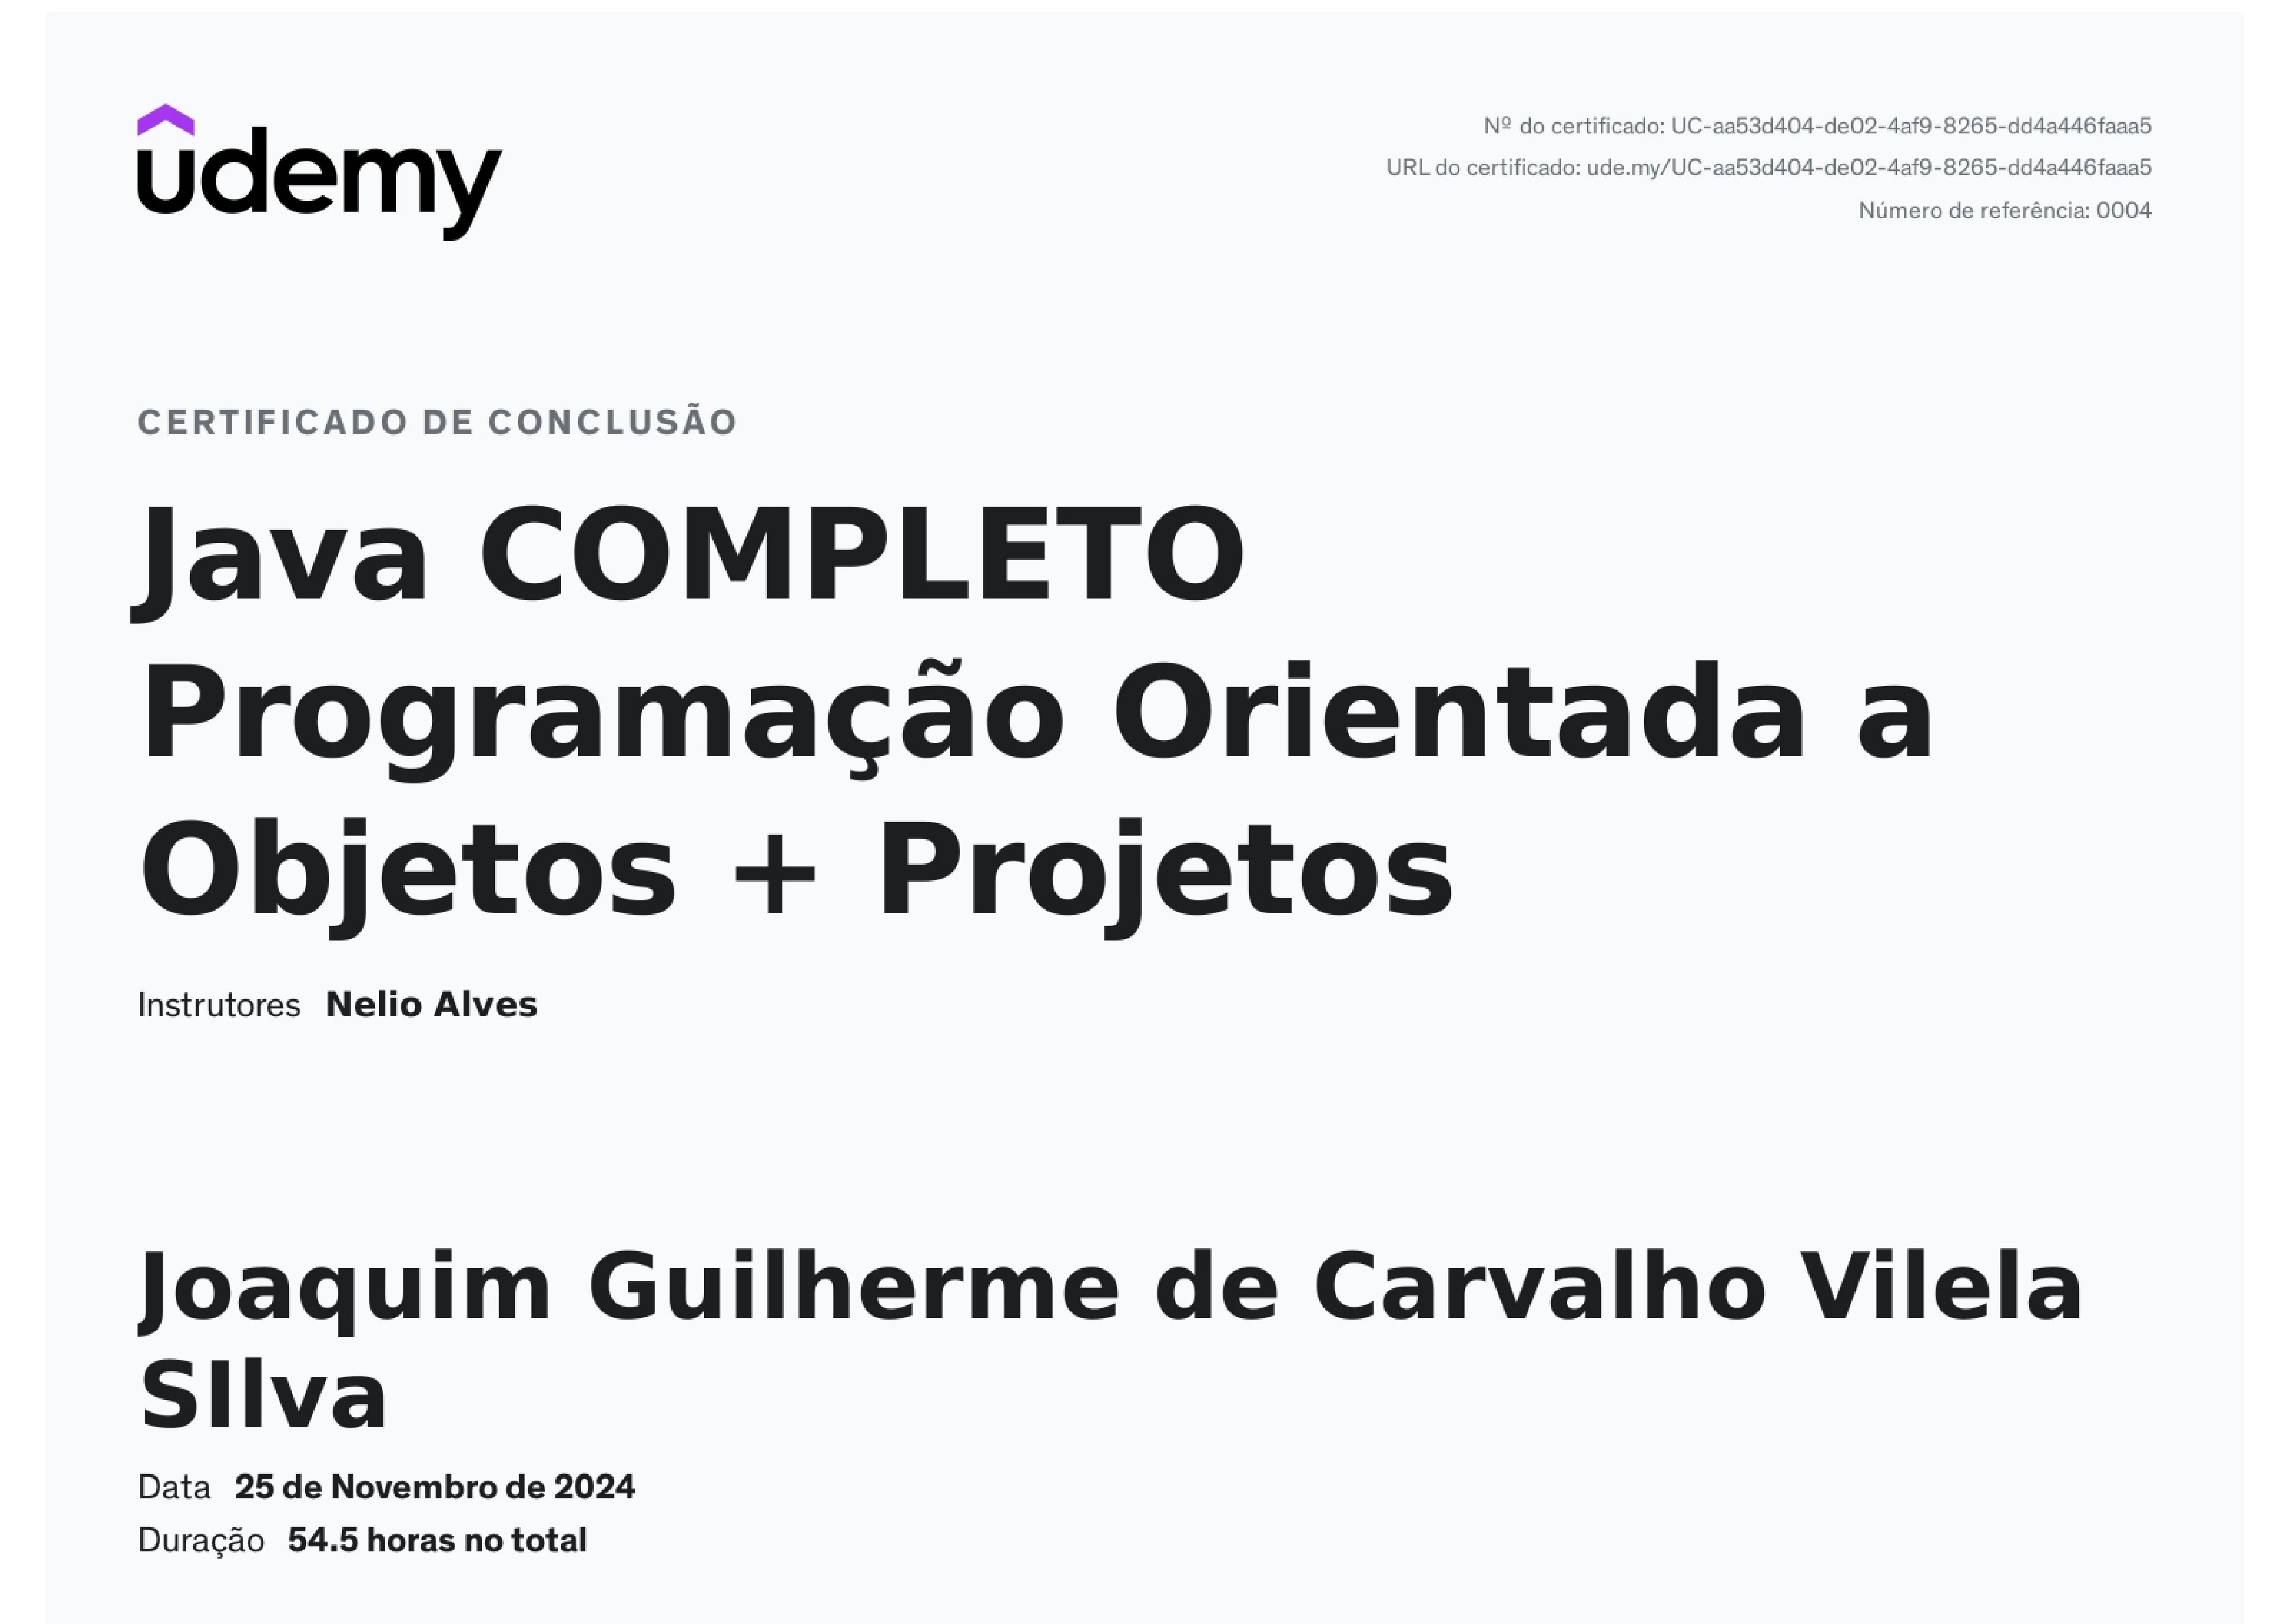 udemy
Nº do certificado: UC-aa53d404-de02-4af9-8265-dd4a446faaa5
URL do certificado: ude.my/UC-aa53d404-de02-4af9-8265-dd4a446faaa5
Número de referência: 0004
CERTIFICADO DE CONCLUSÃO
Java COMPLETO
Programação Orientada a
Objetos + Projetos
Instrutores Nelio Alves
Joaquim Guilherme de Carvalho Vilela
SIlva
Data 25 de Novembro de 2024
Duração 54.5 horas no total